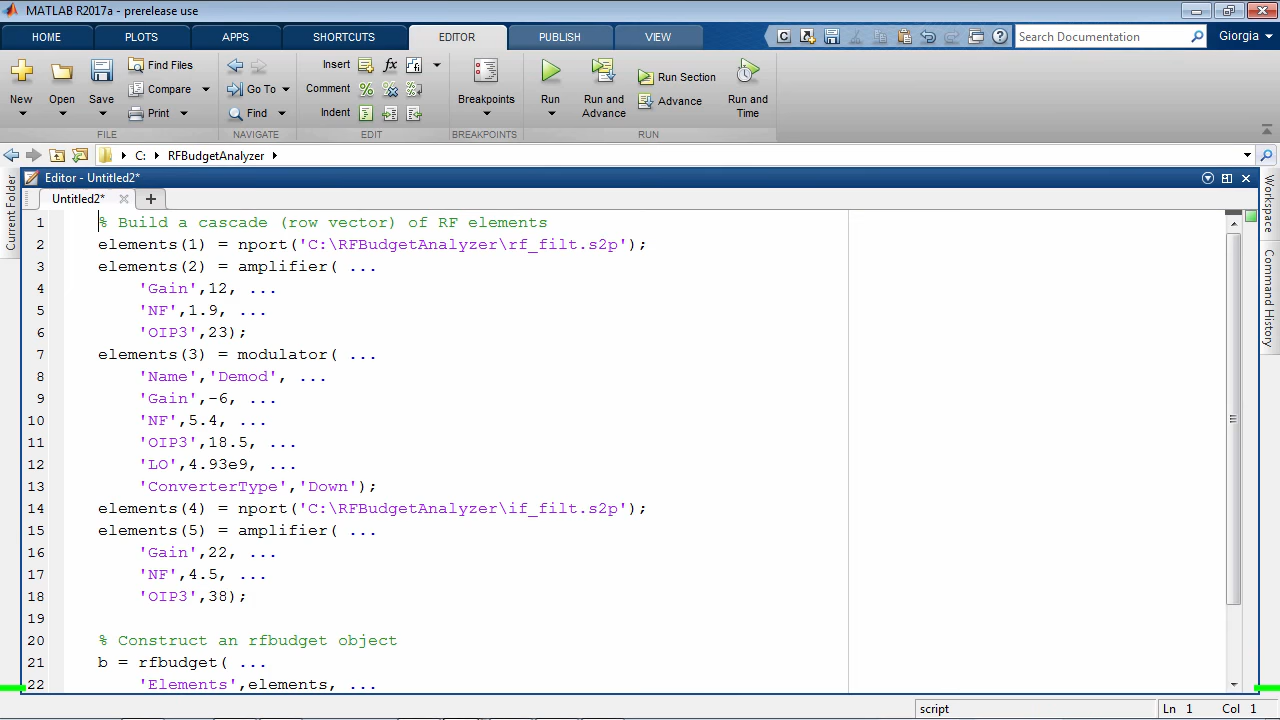 MATLAB R2017a - prerelease use
HOME PLOTS APPS SHORTCUTS EDITOR PUBLISH VIEW Search Documentation Giorgia
New Open Save Find Files Compare Print Go To Find Insert fx Comment Indent Breakpoints Run Run and Advance Run Section Advance Run and Time
FILE NAVIGATE EDIT BREAKPOINTS RUN
C: RFBudgetAnalyzer
Current Folder
Editor - Untitled2*
Untitled2*
1 % Build a cascade (row vector) of RF elements
2 elements(1) = nport('C:\RFBudgetAnalyzer\rf_filt.s2p');
3 elements(2) = amplifier( ...
4 'Gain',12, ...
5 'NF',1.9, ...
6 'OIP3',23);
7 elements(3) = modulator( ...
8 'Name','Demod', ...
9 'Gain',-6, ...
10 'NF',5.4, ...
11 'OIP3',18.5, ...
12 'LO',4.93e9, ...
13 'ConverterType','Down');
14 elements(4) = nport('C:\RFBudgetAnalyzer\if_filt.s2p');
15 elements(5) = amplifier( ...
16 'Gain',22, ...
17 'NF',4.5, ...
18 'OIP3',38);
19
20 % Construct an rfbudget object
21 b = rfbudget( ...
22 'Elements',elements, ...
Workspace
Command History
script Ln 1 Col 1